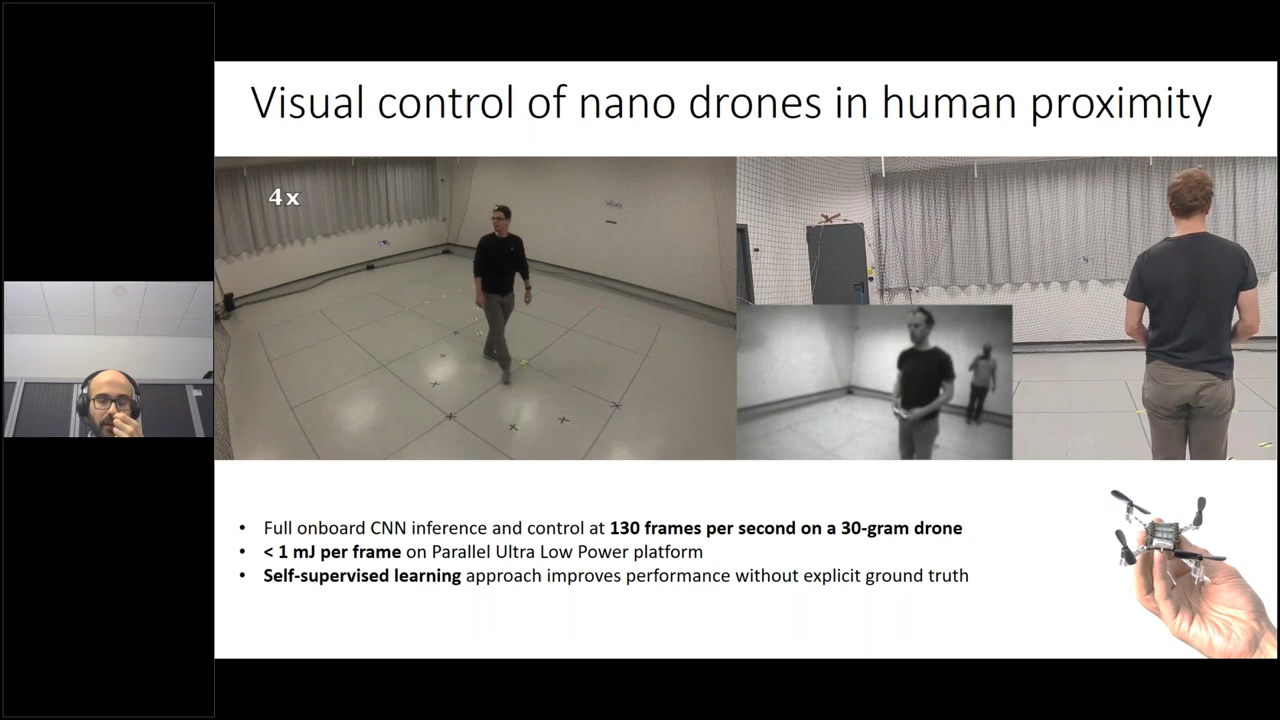 Visual control of nano drones in human proximity
4x
• Full onboard CNN inference and control at 130 frames per second on a 30-gram drone
• < 1 mJ per frame on Parallel Ultra Low Power platform
• Self-supervised learning approach improves performance without explicit ground truth